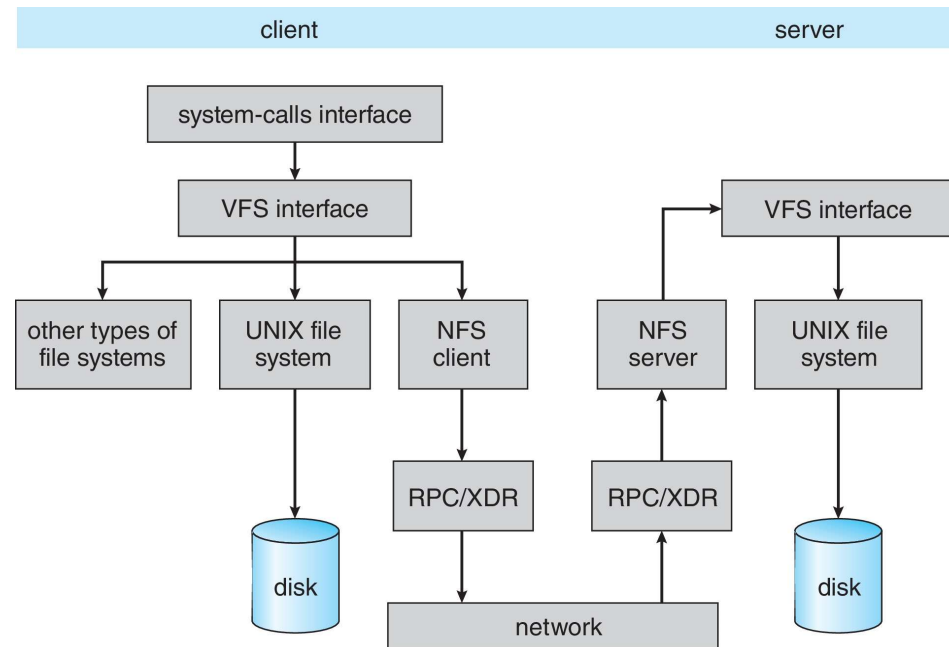 client
server
system-calls interface
VFS interface
VFS interface
other types of
file systems
UNIX file
system
NFS
client
NFS
server
UNIX file
system
RPC/XDR
RPC/XDR
disk
disk
network